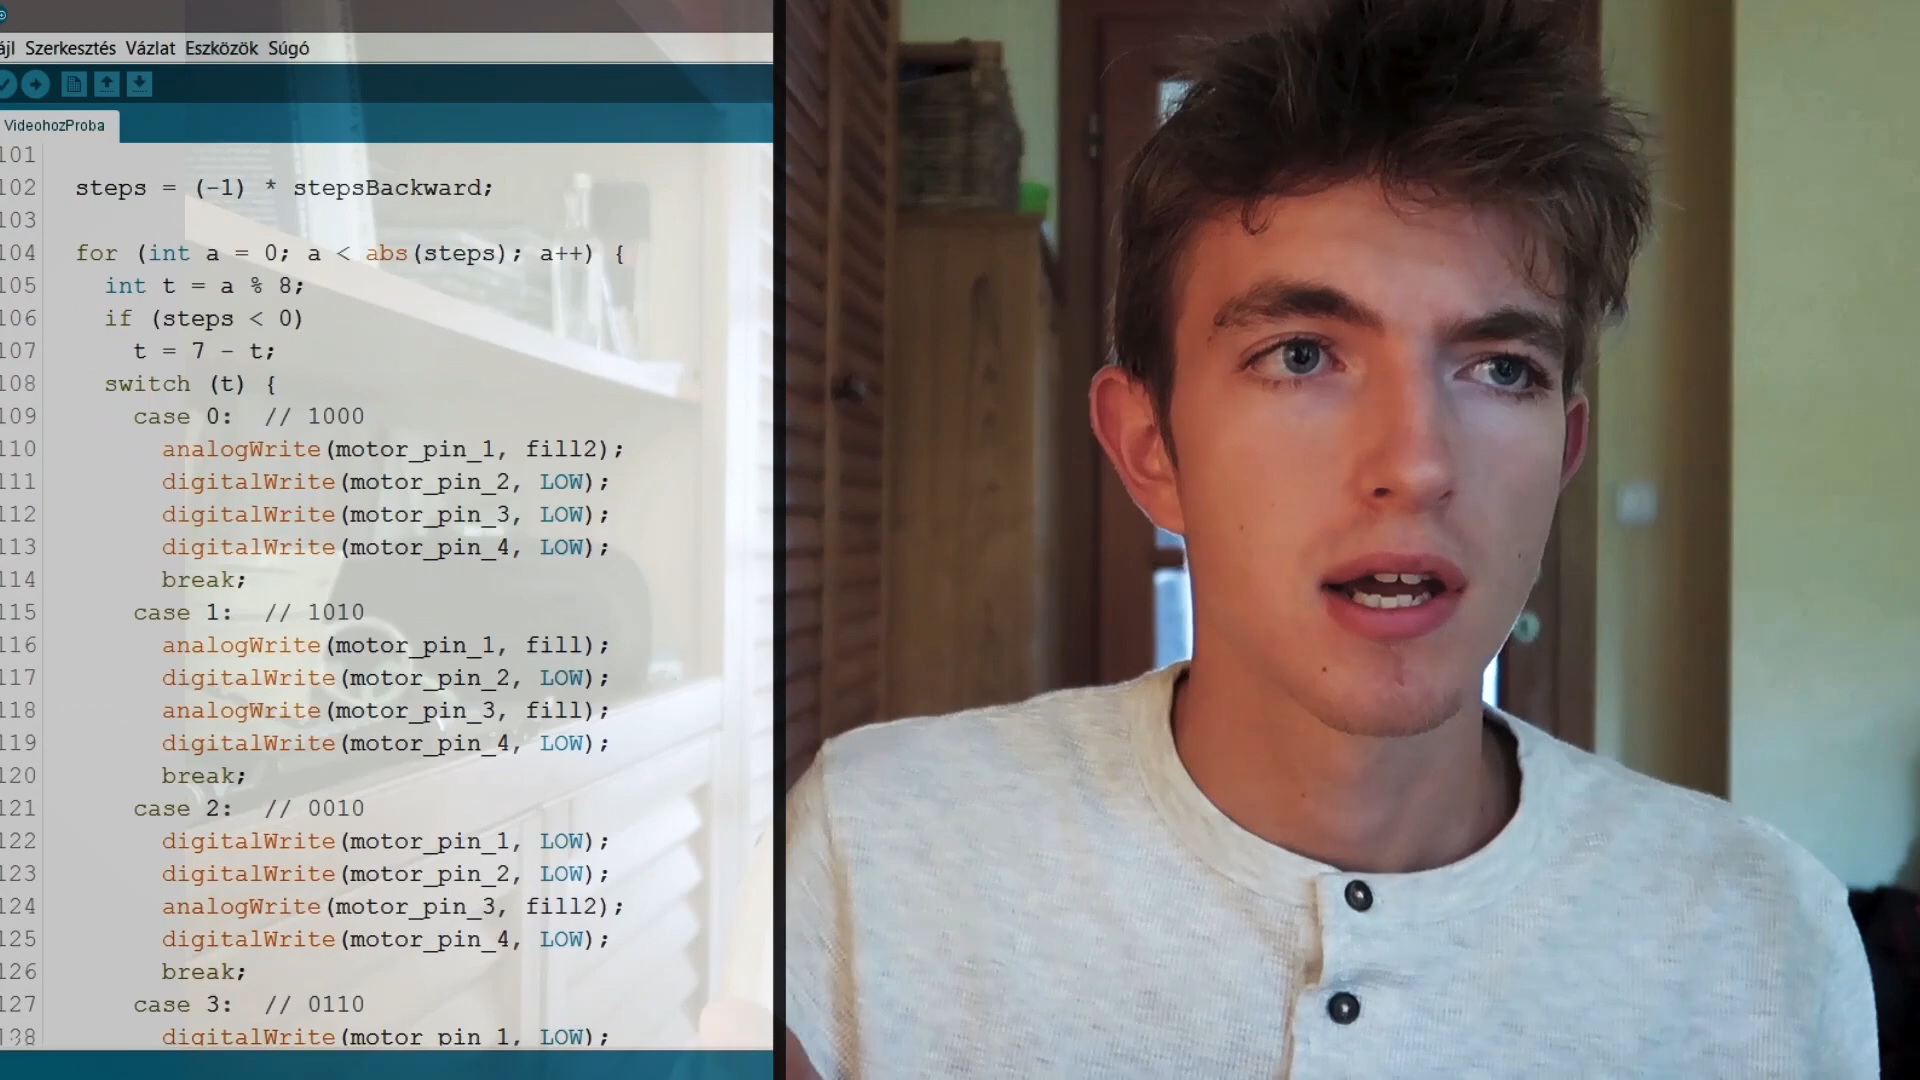 Szerkesztés Vázlat Eszközök Súgó
VideohozProba
101
102 steps = (-1) * stepsBackward;
103
104 for (int a = 0; a < abs(steps); a++) {
105 int t = a % 8;
106 if (steps < 0)
107 t = 7 - t;
108 switch (t) {
109 case 0: // 1000
110 analogWrite(motor_pin_1, fill2);
111 digitalWrite(motor_pin_2, LOW);
112 digitalWrite(motor_pin_3, LOW);
113 digitalWrite(motor_pin_4, LOW);
114 break;
115 case 1: // 1010
116 analogWrite(motor_pin_1, fill);
117 digitalWrite(motor_pin_2, LOW);
118 analogWrite(motor_pin_3, fill);
119 digitalWrite(motor_pin_4, LOW);
120 break;
121 case 2: // 0010
122 digitalWrite(motor_pin_1, LOW);
123 digitalWrite(motor_pin_2, LOW);
124 analogWrite(motor_pin_3, fill2);
125 digitalWrite(motor_pin_4, LOW);
126 break;
127 case 3: // 0110
digitalWrite(motor_pin_1, LOW);